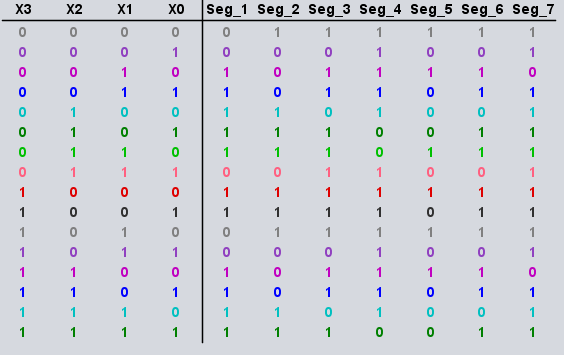 X3 X2 X1 X0 Seg_1 Seg_2 Seg_3 Seg_4 Seg_5 Seg_6 Seg_7
0 0 0 0 0 1 1 1 1 1 1
0 0 0 1 0 0 0 1 0 0 1
0 0 1 0 1 0 1 1 1 1 0
0 0 1 1 1 0 1 1 0 1 1
0 1 0 0 1 1 0 1 0 0 1
0 1 0 1 1 1 1 0 0 1 1
0 1 1 0 1 1 1 0 1 1 1
0 1 1 1 0 0 1 1 0 0 1
1 0 0 0 1 1 1 1 1 1 1
1 0 0 1 1 1 1 1 0 1 1
1 0 1 0 0 1 1 1 1 1 1
1 0 1 1 0 0 0 1 0 0 1
1 1 0 0 1 0 1 1 1 1 0
1 1 0 1 1 0 1 1 0 1 1
1 1 1 0 1 1 0 1 0 0 1
1 1 1 1 1 1 1 0 0 1 1